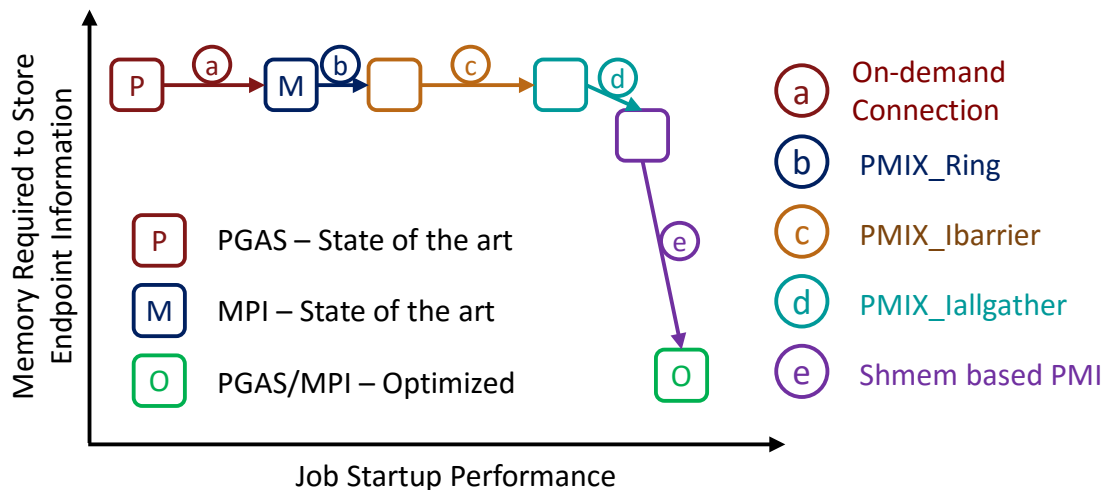 Memory Required to Store
Endpoint Information
P
a
M
b
c
d
e
O
P PGAS – State of the art
M MPI – State of the art
O PGAS/MPI – Optimized
Job Startup Performance
a On-demand
Connection
b PMIX_Ring
c PMIX_Ibarrier
d PMIX_Iallgather
e Shmem based PMI